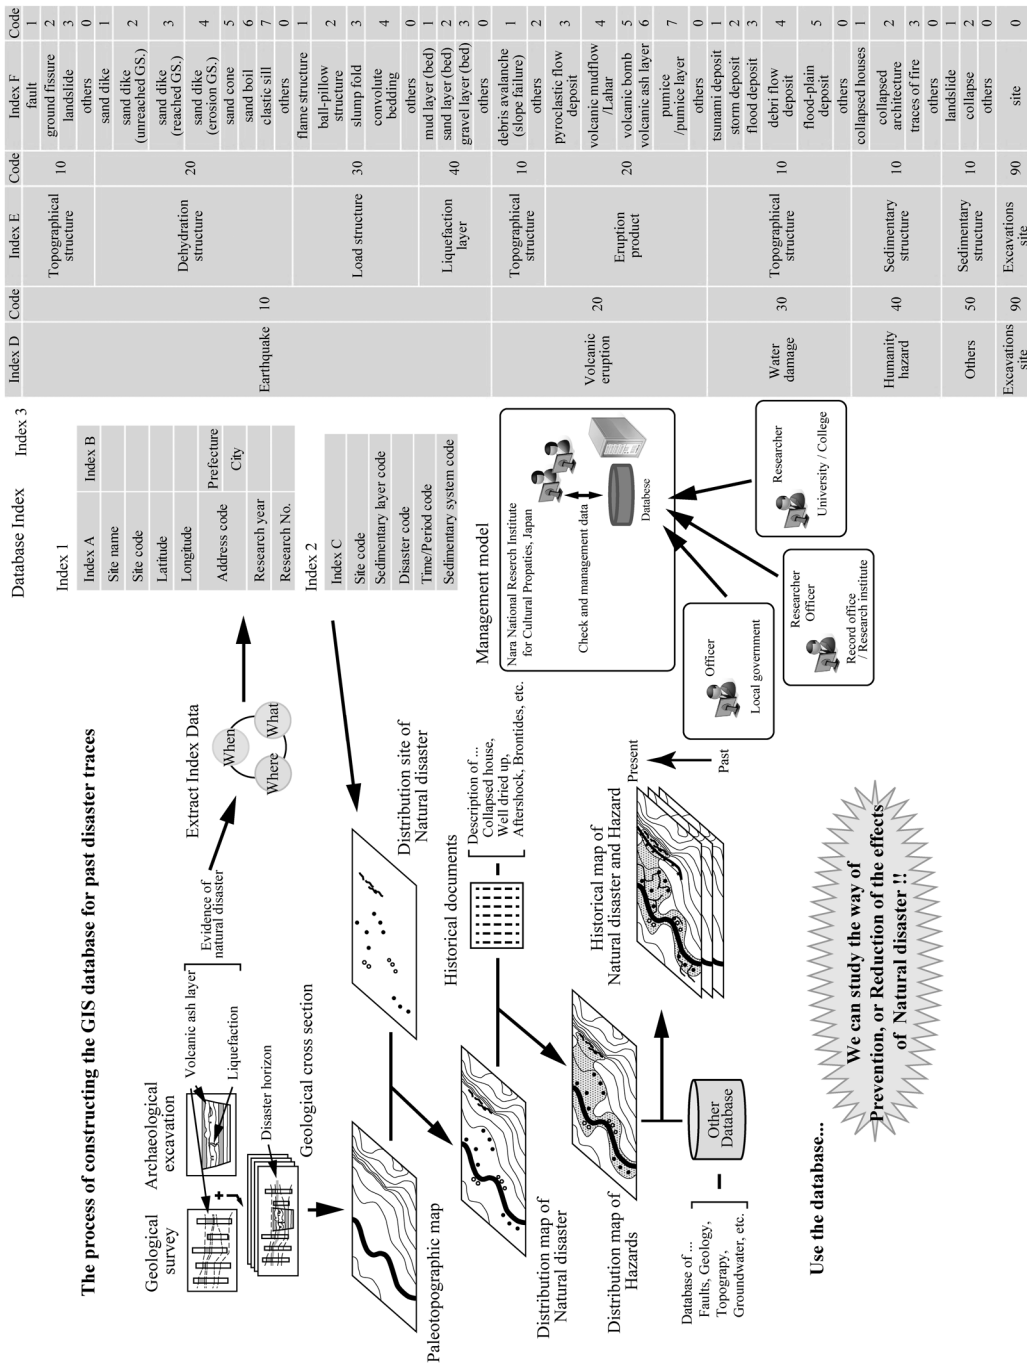 The process of constructing the GIS database for past disaster traces
Geological
survey
Archaeological
excavation
Volcanic ash layer
Liquefaction
Disaster horizon
Geological cross section
Evidence of
natural disaster
Extract Index Data
When
Where
What
Paleotopographic map
Distribution site of
Natural disaster
Distribution map of
Natural disaster
Historical documents
Description of ...
Collapsed house,
Well dried up,
Aftershock, Brontides, etc.
Distribution map of
Hazards
Historical map of
Natural disaster and Hazard
Present
Past
Database of ...
Faults, Geology,
Topograpy,
Groundwater, etc.
Other
Database
Use the database...
We can study the way of
Prevention, or Reduction of the effects
of Natural disaster !!
Database Index
Index 1
Index A Index B
Site name
Site code
Latitude
Longitude
Address code Prefecture
City
Research year
Research No.
Index 2
Index C
Site code
Sedimentary layer code
Disaster code
Time/Period code
Sedimentary system code
Management model
Nara National Reserch Institute
for Cultural Propaties, Japan
Check and management data
Databese
Officer
Local government
Researcher
Officer
Record office
/ Research institute
Researcher
University / College
Index 3
Index D Code Index E Code Index F Code
Earthquake 10 Topographical
structure 10 fault 1
ground fissure 2
landslide 3
others 0
Dehydration
structure 20 sand dike 1
sand dike
(unreached GS.) 2
sand dike
(reached GS.) 3
sand dike
(erosion GS.) 4
sand cone 5
sand boil 6
clastic sill 7
others 0
Load structure 30 flame structure 1
ball-pillow
structure 2
slump fold 3
convolute
bedding 4
others 0
Liquefaction
layer 40 mud layer (bed) 1
sand layer (bed) 2
gravel layer (bed) 3
others 0
Volcanic
eruption 20 Topographical
structure 10 debris avalanche
(slope failure) 1
others 2
Eruption
product 20 pyroclastic flow
deposit 3
volcanic mudflow
/Lahar 4
volcanic bomb 5
volcanic ash layer 6
pumice
/pumice layer 7
others 0
Water
damage 30 Topographical
structure 10 tsunami deposit 1
storm deposit 2
flood deposit 3
debri flow
deposit 4
flood-plain
deposit 5
others 0
Humanity
hazard 40 Sedimentary
structure 10 collapsed houses 1
collapsed
architecture 2
traces of fire 3
others 0
Others 50 Sedimentary
structure 10 landslide 1
collapse 2
others 0
Excavations
site 90 Excavations
site 90 site 0